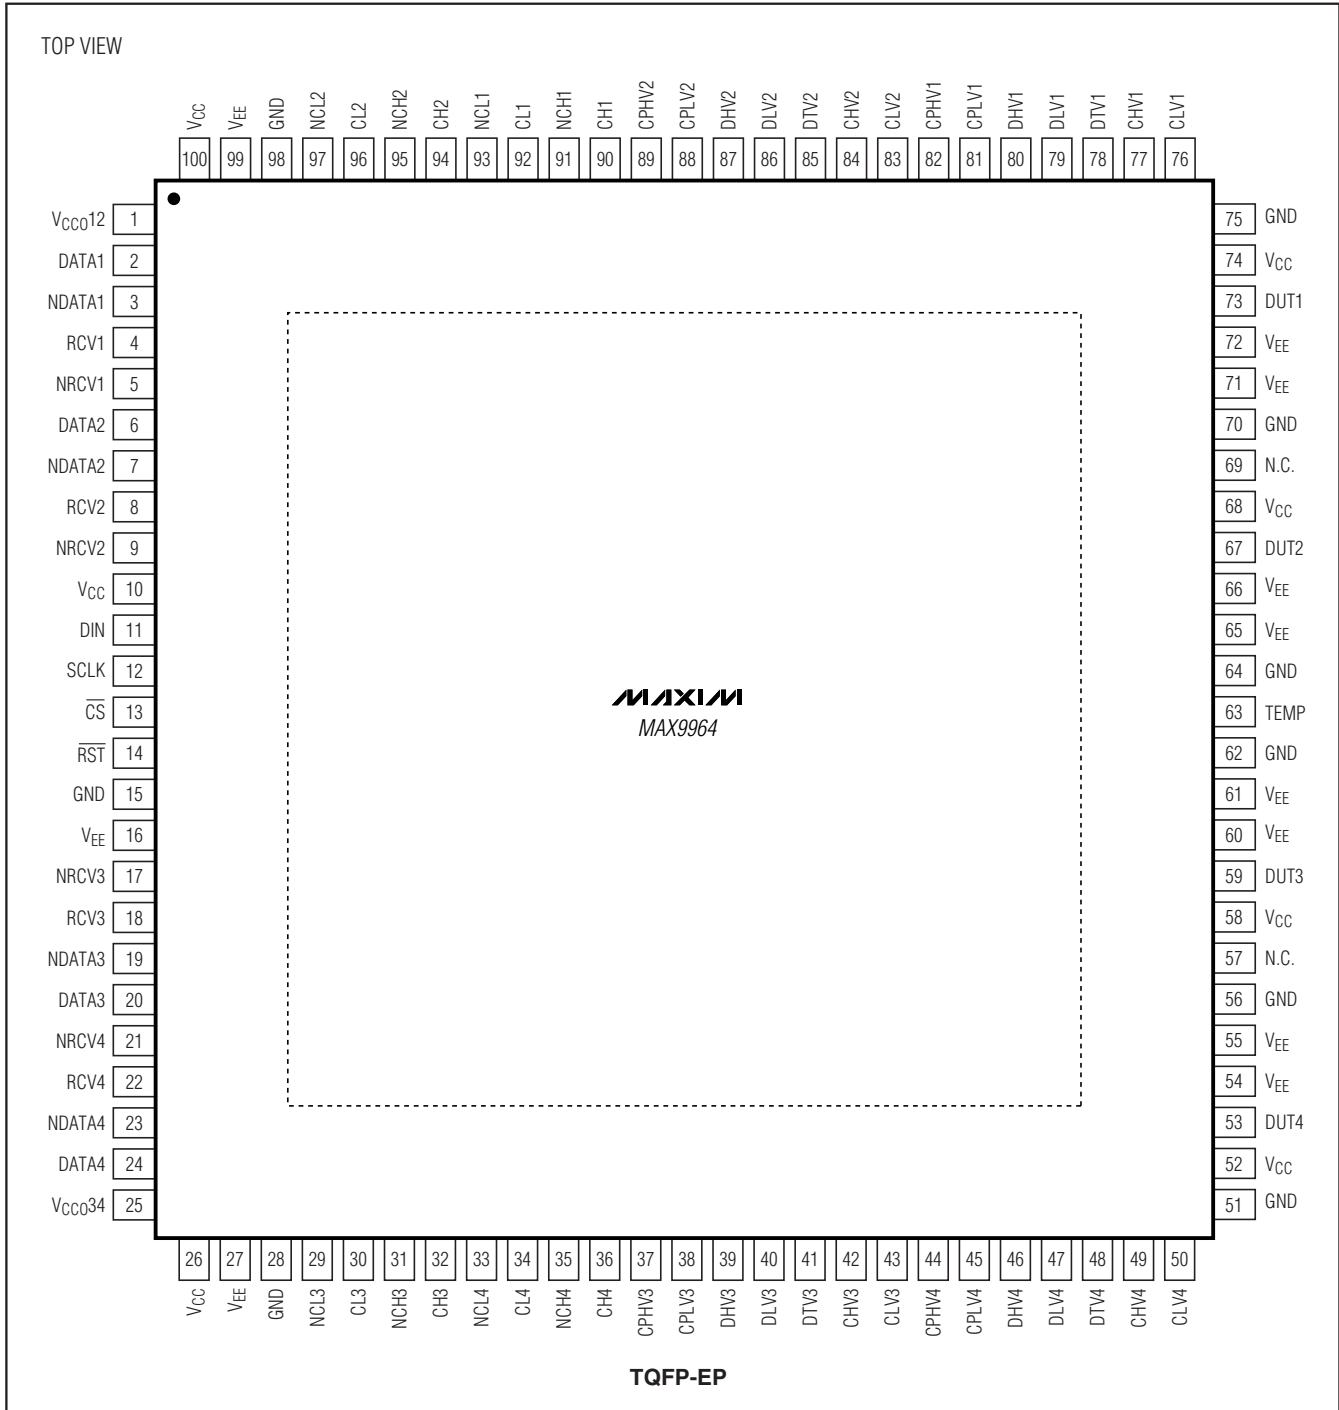 TOP VIEW
VCC VEE GND NCL2 CL2 NCH2 CH2 NCL1 CL1 NCH1 CH1 CPHV2 CPLV2 DHV2 DLV2 DTV2 CHV2 CLV2 CPHV1 CPLV1 DHV1 DLV1 DTV1 CHV1 CLV1
100 99 98 97 96 95 94 93 92 91 90 89 88 87 86 85 84 83 82 81 80 79 78 77 76
VCCO12 1 75 GND
DATA1 2 74 VCC
NDATA1 3 73 DUT1
RCV1 4 72 VEE
NRCV1 5 71 VEE
DATA2 6 70 GND
NDATA2 7 69 N.C.
RCV2 8 68 VCC
NRCV2 9 67 DUT2
VCC 10 66 VEE
DIN 11 65 VEE
SCLK 12 64 GND
CS 13 63 TEMP
MAXIM
MAX9964
RST 14 62 GND
GND 15 61 VEE
VEE 16 60 VEE
NRCV3 17 59 DUT3
RCV3 18 58 VCC
NDATA3 19 57 N.C.
DATA3 20 56 GND
NRCV4 21 55 VEE
RCV4 22 54 VEE
NDATA4 23 53 DUT4
DATA4 24 52 VCC
VCCO34 25 51 GND
26 27 28 29 30 31 32 33 34 35 36 37 38 39 40 41 42 43 44 45 46 47 48 49 50
VCC VEE GND NCL3 CL3 NCH3 CH3 NCL4 CL4 NCH4 CH4 CPHV3 CPLV3 DHV3 DLV3 DTV3 CHV3 CLV3 CPHV4 CPLV4 DHV4 DLV4 DTV4 CHV4 CLV4
TQFP-EP